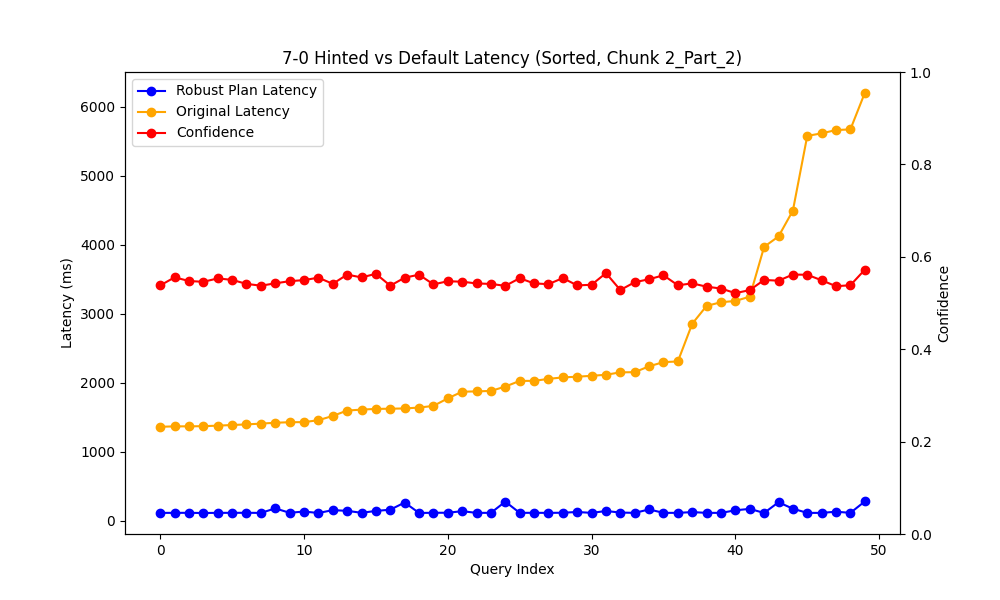 7-0 Hinted vs Default Latency (Sorted, Chunk 2_Part_2)
Robust Plan Latency
Original Latency
Confidence
Latency (ms)
6000
5000
4000
3000
2000
1000
0
1.0
0.8
0.6
0.4
0.2
0.0
Confidence
0 10 20 30 40 50
Query Index